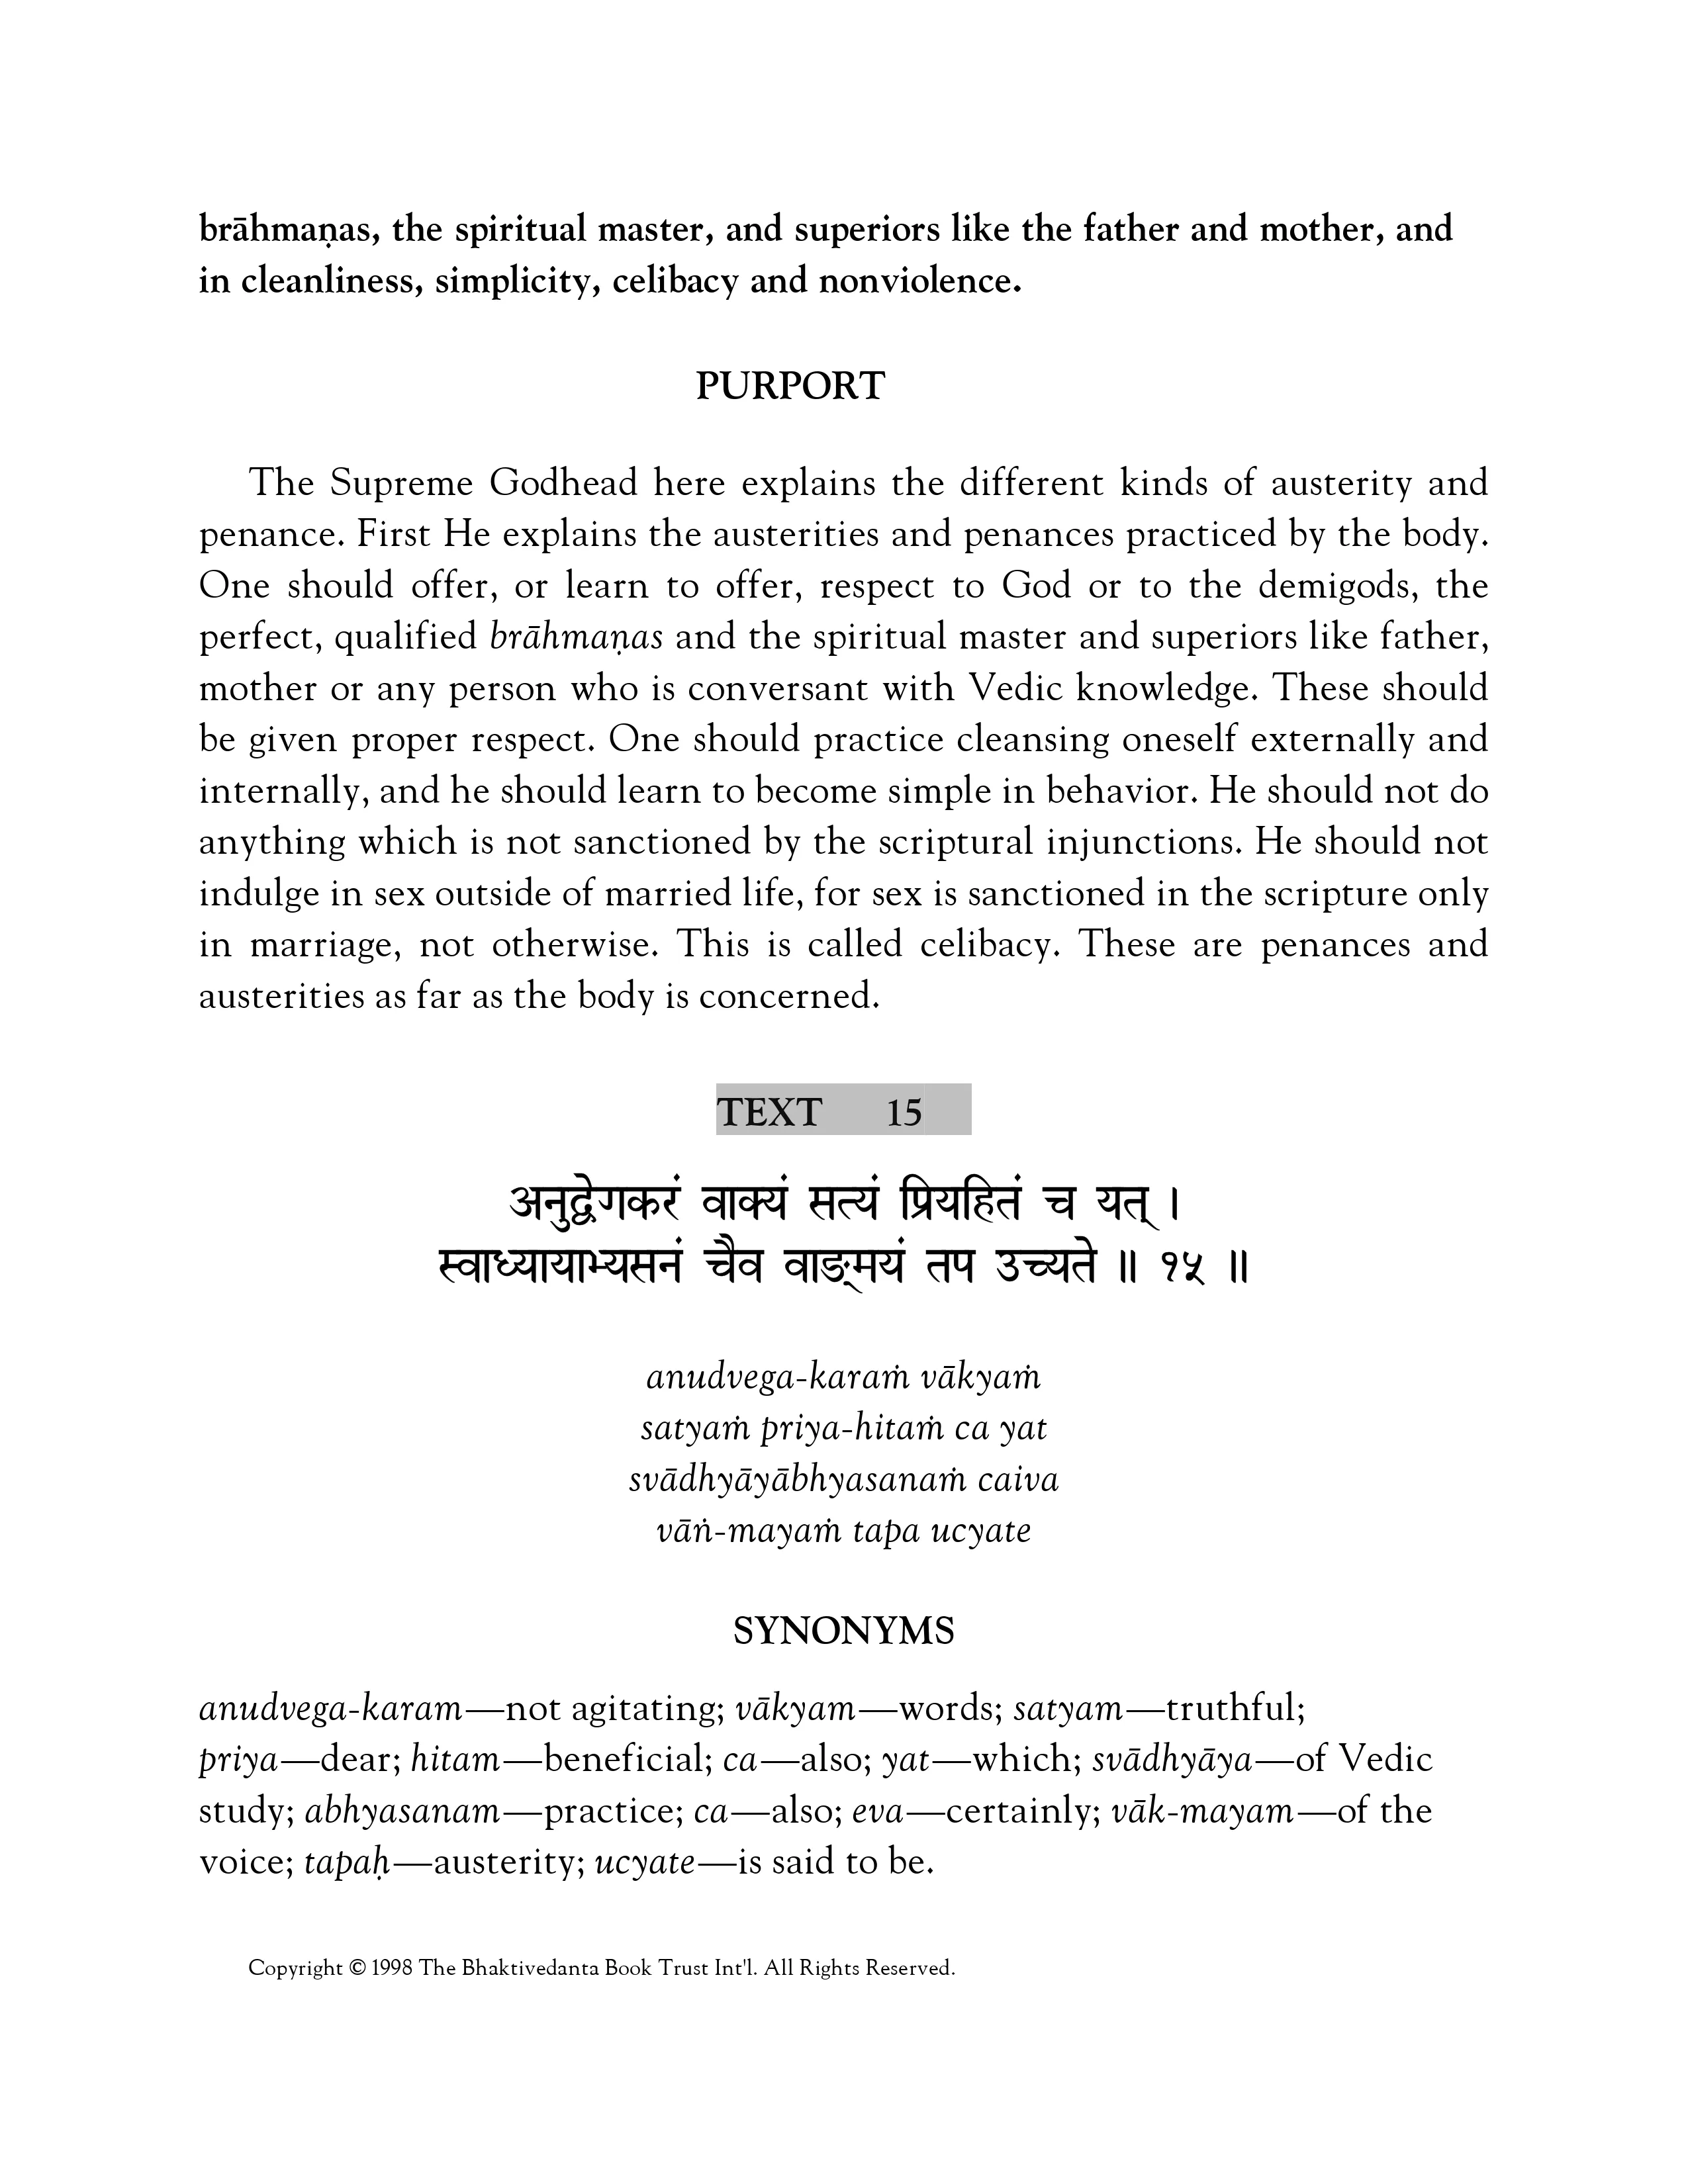 brāhmaṇas, the spiritual master, and superiors like the father and mother, and
in cleanliness, simplicity, celibacy and nonviolence.
PURPORT
The Supreme Godhead here explains the different kinds of austerity and
penance. First He explains the austerities and penances practiced by the body.
One should offer, or learn to offer, respect to God or to the demigods, the
perfect, qualified brāhmaṇas and the spiritual master and superiors like father,
mother or any person who is conversant with Vedic knowledge. These should
be given proper respect. One should practice cleansing oneself externally and
internally, and he should learn to become simple in behavior. He should not do
anything which is not sanctioned by the scriptural injunctions. He should not
indulge in sex outside of married life, for sex is sanctioned in the scripture only
in marriage, not otherwise. This is called celibacy. These are penances and
austerities as far as the body is concerned.
TEXT 15
अनुद्वेगकरं वाक्यं सत्यं प्रियहितं च यत् ।
स्वाध्यायाभ्यसनं चैव वाङ्‌मयं तप उच्यते ॥ १५ ॥
anudvega-karaṁ vākyaṁ
satyaṁ priya-hitaṁ ca yat
svādhyāyābhyasanaṁ caiva
vāṅ-mayaṁ tapa ucyate
SYNONYMS
anudvega-karam—not agitating; vākyam—words; satyam—truthful;
priya—dear; hitam—beneficial; ca—also; yat—which; svādhyāya—of Vedic
study; abhyasanam—practice; ca—also; eva—certainly; vāk-mayam—of the
voice; tapaḥ—austerity; ucyate—is said to be.
Copyright © 1998 The Bhaktivedanta Book Trust Int'l. All Rights Reserved.